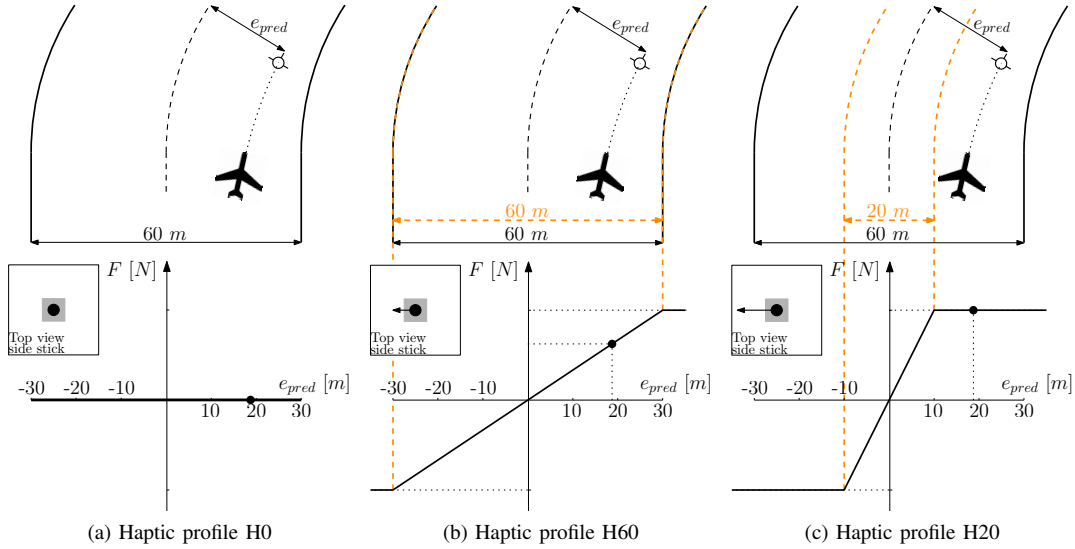 e_pred
e_pred
e_pred
60 m
20 m
60 m
60 m
60 m
F [N]
F [N]
F [N]
Top view
side stick
Top view
side stick
Top view
side stick
-30 -20 -10 e_pred [m]
10 20 30
-30 -20 -10 e_pred [m]
10 20 30
-30 -20 -10 e_pred [m]
10 20 30
(a) Haptic profile H0
(b) Haptic profile H60
(c) Haptic profile H20